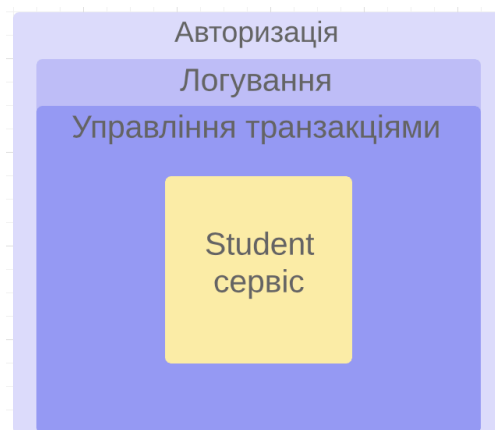 Авторизація
Логування
Управління транзакціями
Student
сервіс